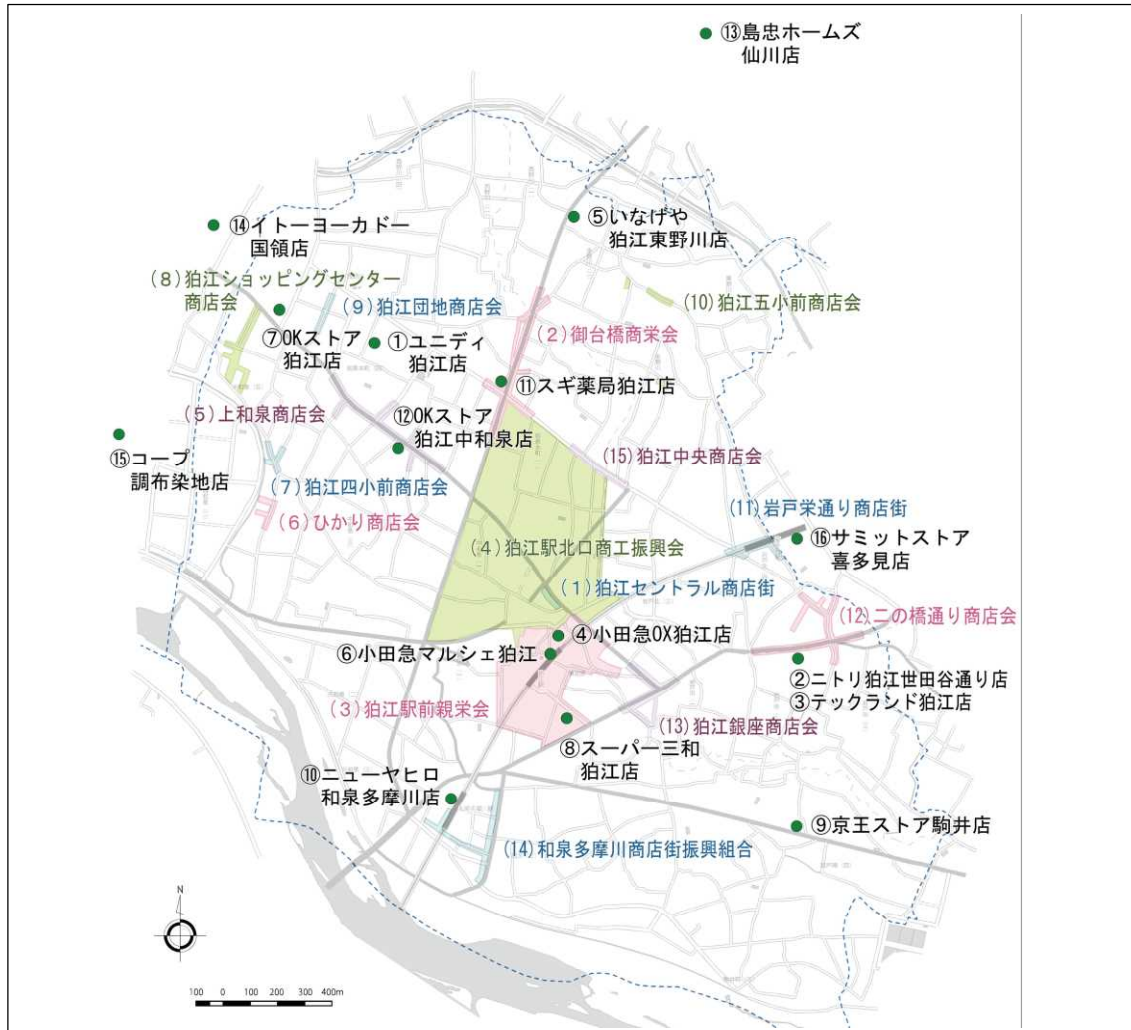 ⑬島忠ホームズ
仙川店
⑤いなげや
狛江東野川店
⑭イトーヨーカドー
国領店
(8)狛江ショッピングセンター
商店会
(9)狛江団地商店会
(10)狛江五小前商店会
⑦OKストア
狛江店
①ユニディ
狛江店
(2)御台橋商栄会
⑪スギ薬局狛江店
(5)上和泉商店会
⑫OKストア
狛江中和泉店
⑮コープ
調布染地店
(15)狛江中央商店会
(7)狛江四小前商店会
(6)ひかり商店会
(11)岩戸栄通り商店街
⑯サミットストア
喜多見店
(4)狛江駅北口商工振興会
(1)狛江セントラル商店街
(12)二の橋通り商店会
④小田急OX狛江店
⑥小田急マルシェ狛江
②ニトリ狛江世田谷通り店
③テックランド狛江店
(3)狛江駅前親栄会
(13)狛江銀座商店会
⑧スーパー三和
狛江店
⑩ニューヤヒロ
和泉多摩川店
⑨京王ストア駒井店
(14)和泉多摩川商店街振興組合
N
100 0 100 200 300 400m